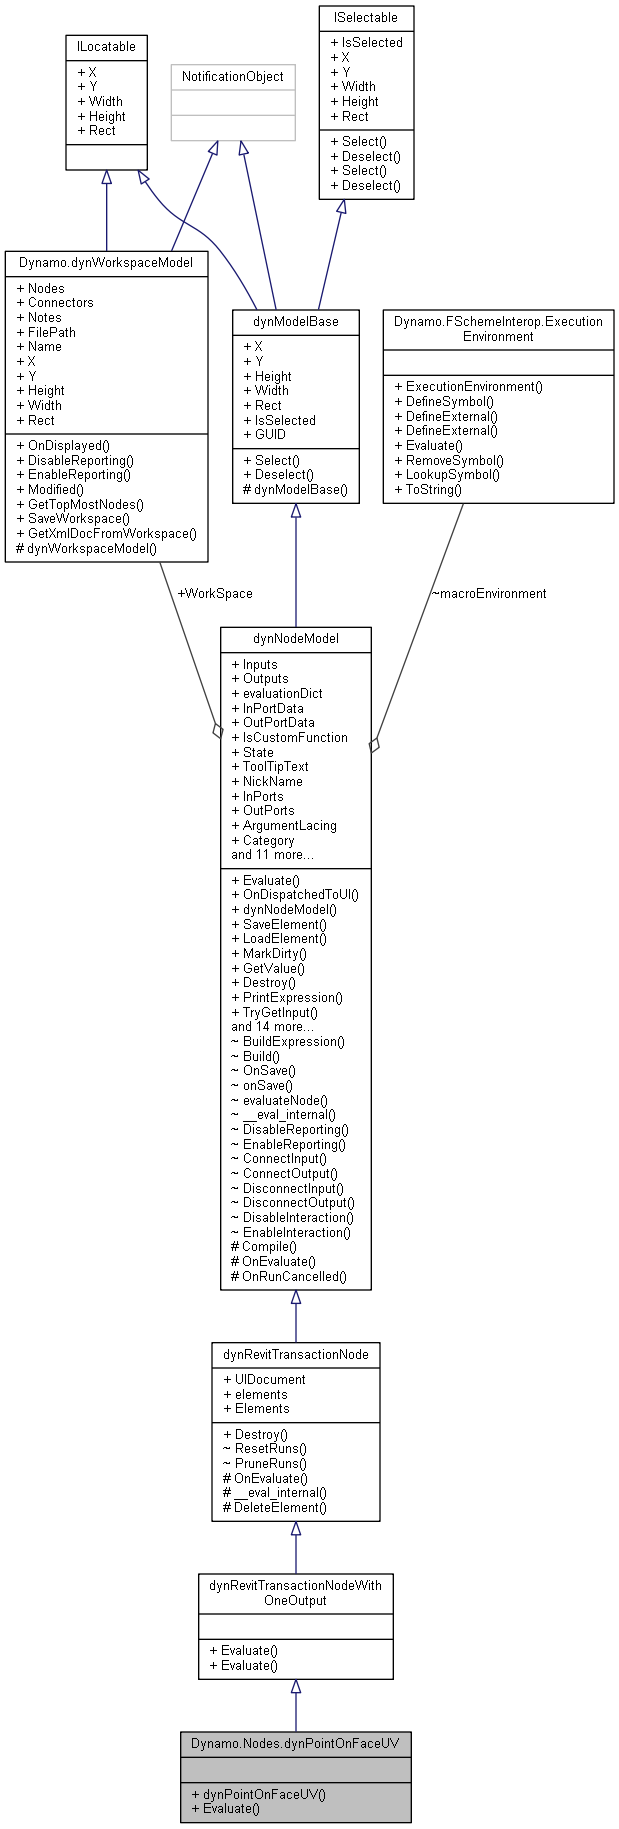 ISelectable
+ IsSelected
+ X
+ Y
+ Width
+ Height
+ Rect
+ Select()
+ Deselect()
+ Select()
+ Deselect()
ILocatable
+ X
+ Y
+ Width
+ Height
+ Rect
NotificationObject
Dynamo.dynWorkspaceModel
+ Nodes
+ Connectors
+ Notes
+ FilePath
+ Name
+ X
+ Y
+ Height
+ Width
+ Rect
+ OnDisplayed()
+ DisableReporting()
+ EnableReporting()
+ Modified()
+ GetTopMostNodes()
+ SaveWorkspace()
+ GetXmlDocFromWorkspace()
# dynWorkspaceModel()
dynModelBase
+ X
+ Y
+ Height
+ Width
+ Rect
+ IsSelected
+ GUID
+ Select()
+ Deselect()
# dynModelBase()
Dynamo.FSchemeInterop.Execution
Environment
+ ExecutionEnvironment()
+ DefineSymbol()
+ DefineExternal()
+ DefineExternal()
+ Evaluate()
+ RemoveSymbol()
+ LookupSymbol()
+ ToString()
+WorkSpace
~macroEnvironment
dynNodeModel
+ Inputs
+ Outputs
+ evaluationDict
+ InPortData
+ OutPortData
+ IsCustomFunction
+ State
+ ToolTipText
+ NickName
+ InPorts
+ OutPorts
+ ArgumentLacing
+ Category
and 11 more...
+ Evaluate()
+ OnDispatchedToUI()
+ dynNodeModel()
+ SaveElement()
+ LoadElement()
+ MarkDirty()
+ GetValue()
+ Destroy()
+ PrintExpression()
+ TryGetInput()
and 14 more...
~ BuildExpression()
~ Build()
~ OnSave()
~ onSave()
~ evaluateNode()
~ __eval_internal()
~ DisableReporting()
~ EnableReporting()
~ ConnectInput()
~ ConnectOutput()
~ DisconnectInput()
~ DisconnectOutput()
~ DisableInteraction()
~ EnableInteraction()
# Compile()
# OnEvaluate()
# OnRunCancelled()
dynRevitTransactionNode
+ UIDocument
+ elements
+ Elements
+ Destroy()
~ ResetRuns()
~ PruneRuns()
# OnEvaluate()
# __eval_internal()
# DeleteElement()
dynRevitTransactionNodeWith
OneOutput
+ Evaluate()
+ Evaluate()
Dynamo.Nodes.dynPointOnFaceUV
+ dynPointOnFaceUV()
+ Evaluate()